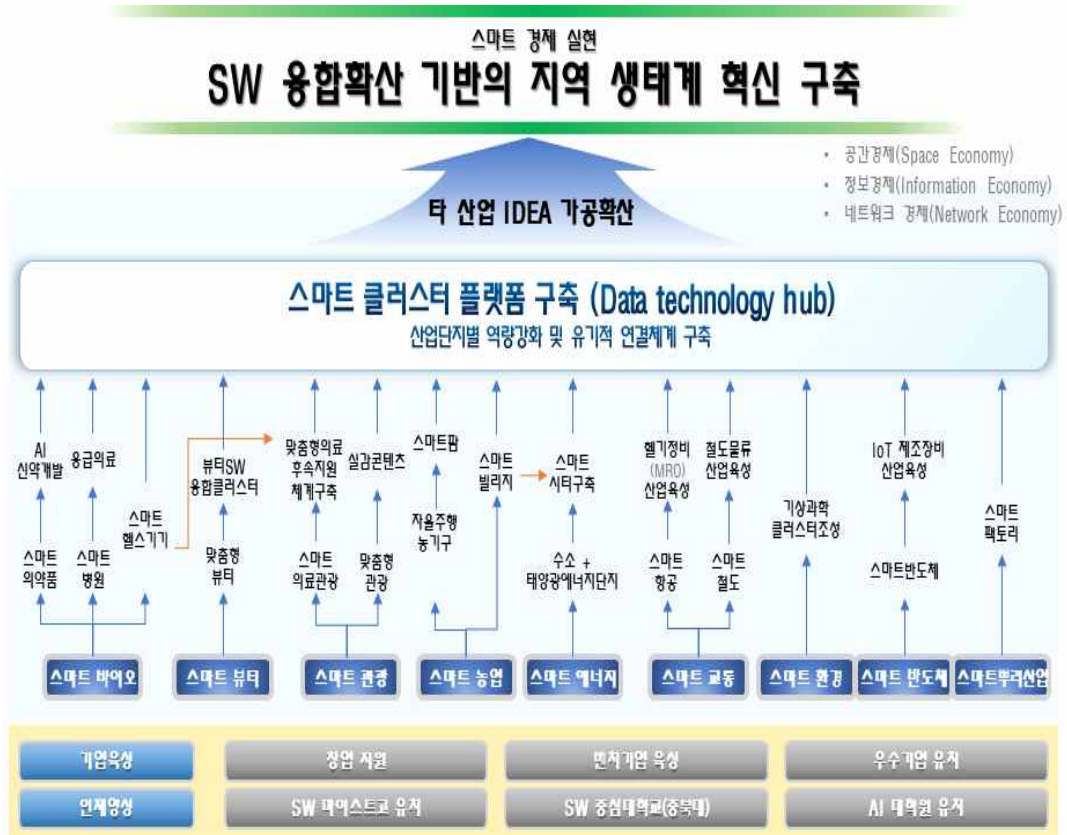 스마트 경제 실현
SW 융합확산 기반의 지역 생태계 혁신 구축
• 공간경제(Space Economy)
• 정보경제(Information Economy)
• 네트워크 경제(Network Economy)
타 산업 IDEA 가공확산
스마트 클러스터 플랫폼 구축 (Data technology hub)
산업단지별 역량강화 및 유기적 연결체계 구축
AI
신약개발
응급의료
스마트
헬스기기
스마트
의약품
스마트
병원
뷰티SW
융합클러스터
맞춤형
뷰티
맞춤형의료
후속지원
체계구축
실감콘텐츠
스마트
의료관광
맞춤형
관광
스마트팜
자율주행
농기구
스마트
빌리지
스마트
시티구축
수소 +
태양광에너지단지
헬기정비
(MRO)
산업육성
철도물류
산업육성
스마트
항공
스마트
철도
기상과학
클러스터조성
IoT 제조장비
산업육성
스마트반도체
스마트
팩토리
스마트 바이오
스마트 뷰티
스마트 관광
스마트 농업
스마트 에너지
스마트 교통
스마트 환경
스마트 반도체
스마트뿌리산업
기업육성
창업 지원
벤처기업 육성
우수기업 유치
인재양성
SW 마이스트고 유치
SW 중심대학교(충북대)
AI 대학원 유치